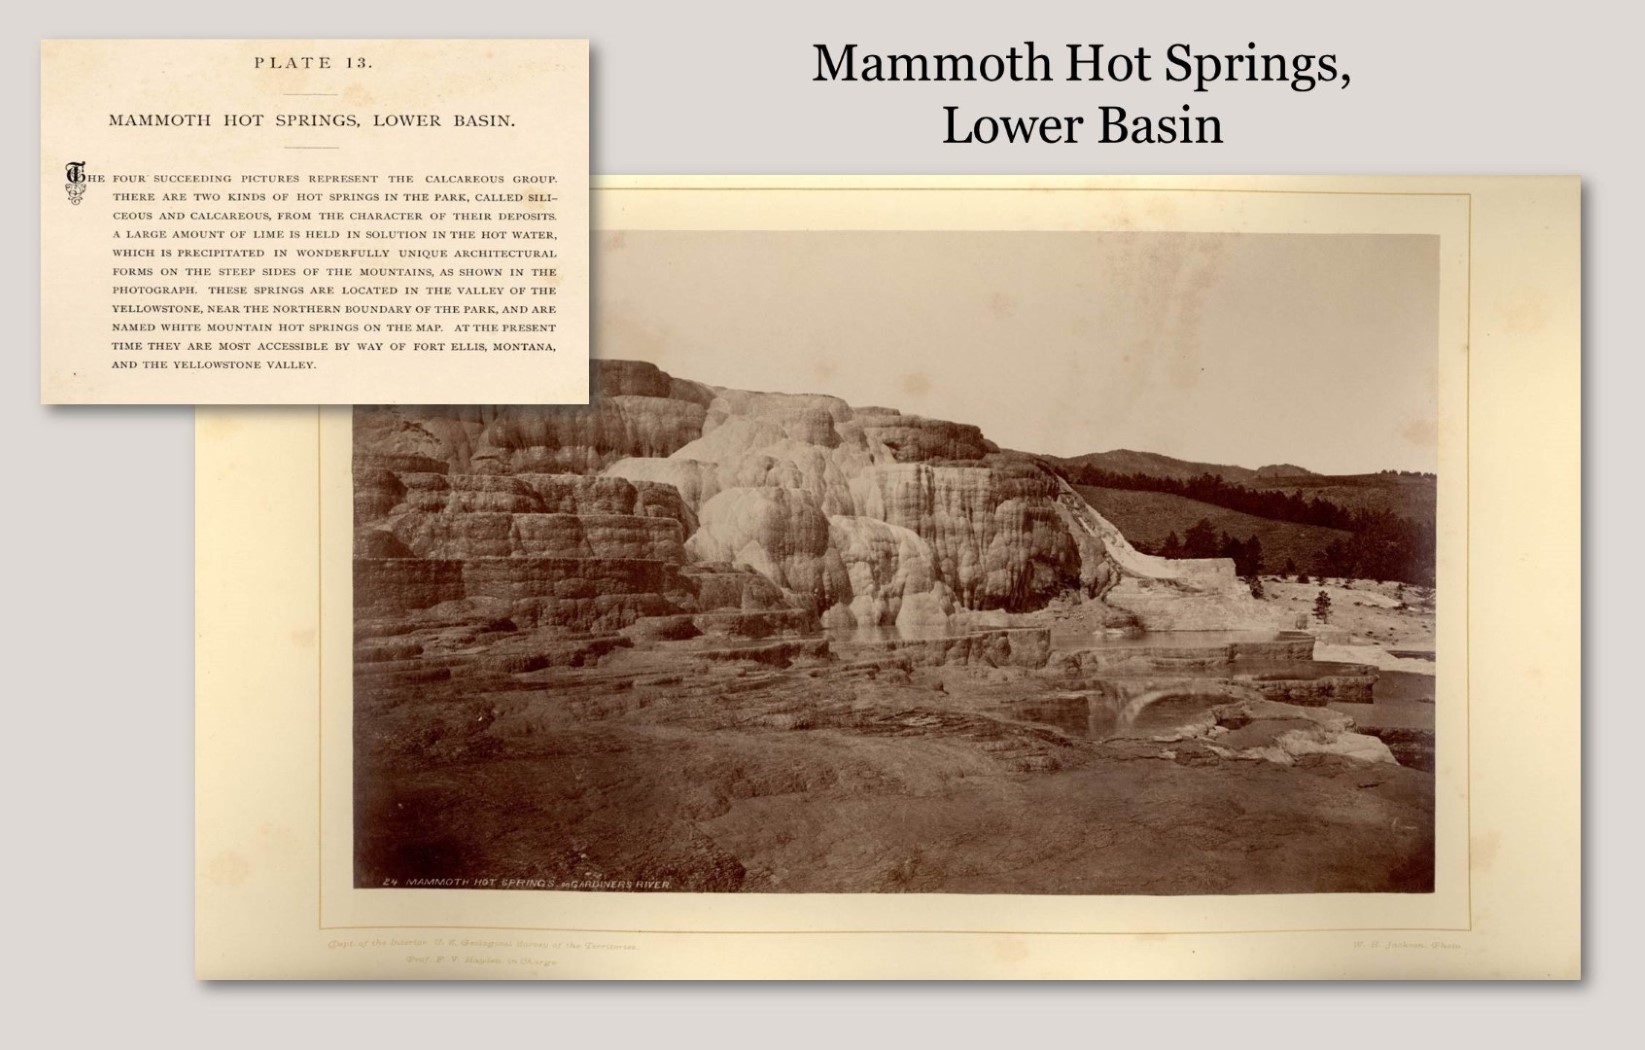 PLATE 13.
MAMMOTH HOT SPRINGS, LOWER BASIN.
THE FOUR SUCCEEDING PICTURES REPRESENT THE CALCAREOUS GROUP.
THERE ARE TWO KINDS OF HOT SPRINGS IN THE PARK, CALLED SILI-
CEOUS AND CALCAREOUS, FROM THE CHARACTER OF THEIR DEPOSITS.
A LARGE AMOUNT OF LIME IS HELD IN SOLUTION IN THE HOT WATER,
WHICH IS PRECIPITATED IN WONDERFULLY UNIQUE ARCHITECTURAL
FORMS ON THE STEEP SIDES OF THE MOUNTAINS, AS SHOWN IN THE
PHOTOGRAPH. THESE SPRINGS ARE LOCATED IN THE VALLEY OF THE
YELLOWSTONE, NEAR THE NORTHERN BOUNDARY OF THE PARK, AND ARE
NAMED WHITE MOUNTAIN HOT SPRINGS ON THE MAP. AT THE PRESENT
TIME THEY ARE MOST ACCESSIBLE BY WAY OF FORT ELLIS, MONTANA,
AND THE YELLOWSTONE VALLEY.
Mammoth Hot Springs,
Lower Basin
24 MAMMOTH HOT SPRINGS. GARDINERS RIVER.
Dept. of the Interior U. S. Geological Survey of the Territories.
Prof. F. V. Hayden in Charge
W. H. Jackson, Photo